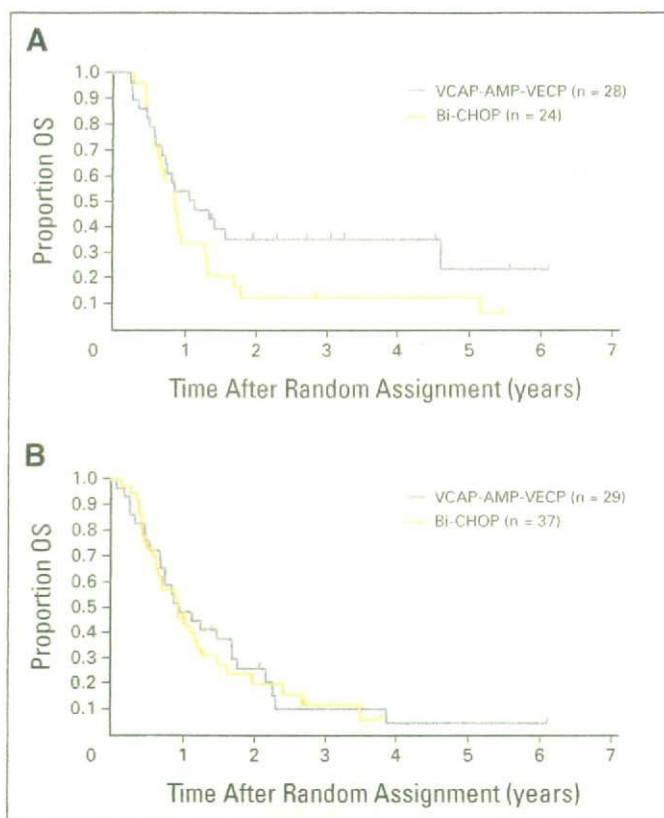 A
1.0
0.9
0.8
0.7
0.6
0.5
0.4
0.3
0.2
0.1
Proportion OS
VCAP-AMP-VECP (n = 28)
Bi-CHOP (n = 24)
0 1 2 3 4 5 6 7
Time After Random Assignment (years)
B
1.0
0.9
0.8
0.7
0.6
0.5
0.4
0.3
0.2
0.1
Proportion OS
VCAP-AMP-VECP (n = 29)
Bi-CHOP (n = 37)
0 1 2 3 4 5 6 7
Time After Random Assignment (years)